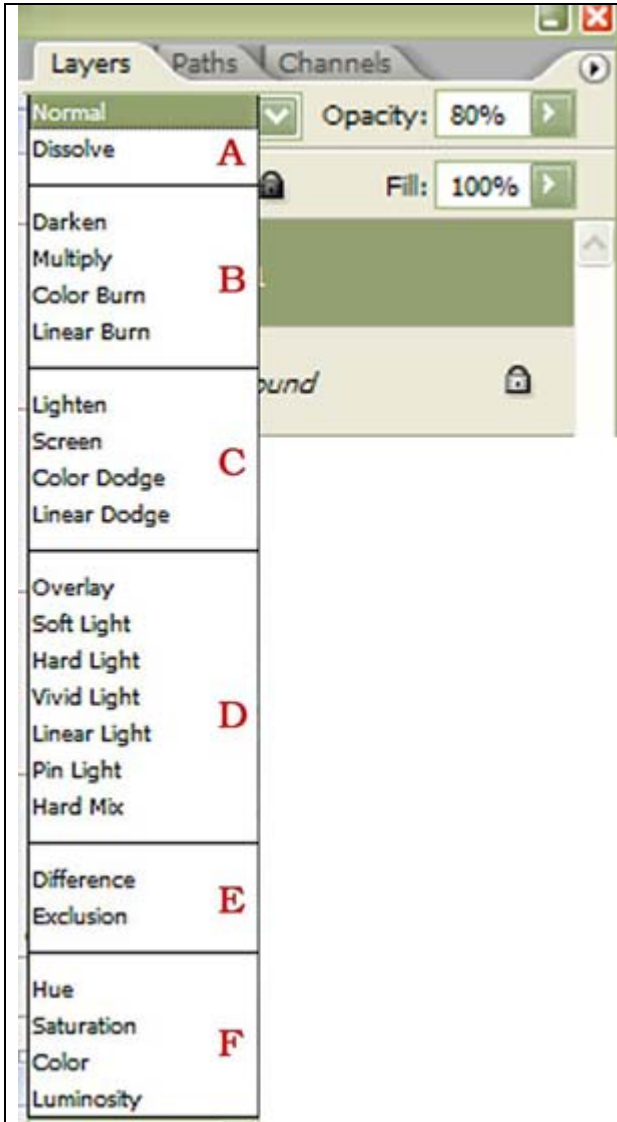 Layers Paths Channels
Normal Opacity: 80%
Dissolve A
Fill: 100%
Darken
Multiply
B
Color Burn
Linear Burn
ound
Lighten
Screen
C
Color Dodge
Linear Dodge
Overlay
Soft Light
Hard Light
Vivid Light
D
Linear Light
Pin Light
Hard Mix
Difference
E
Exclusion
Hue
Saturation
F
Color
Luminosity